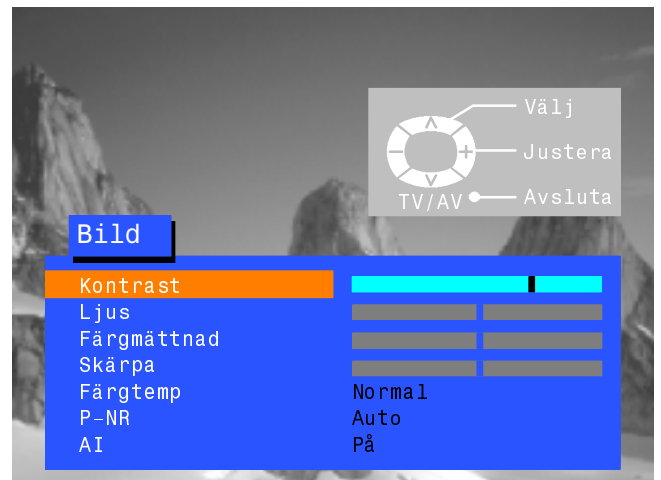 Välj
Justera
TV/AV Avsluta
Bild
Kontrast
Ljus
Färgmättnad
Skärpa
Färgtemp Normal
P-NR Auto
AI På